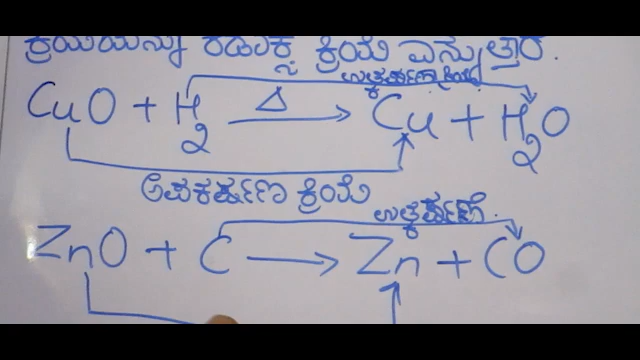 ಕ್ರಿಯೆಯನ್ನು ರೆಡಾಕ್ಸ್ ಕ್ರಿಯೆ ಎನ್ನುತ್ತಾರೆ.
ಉತ್ಕರ್ಷಣಾ ಕ್ರಿಯೆ
CuO + H₂ —Δ→ Cu + H₂O
ಅಪಕರ್ಷಣ ಕ್ರಿಯೆ
ಉತ್ಕರ್ಷಣೆ.
ZnO + C → Zn + CO